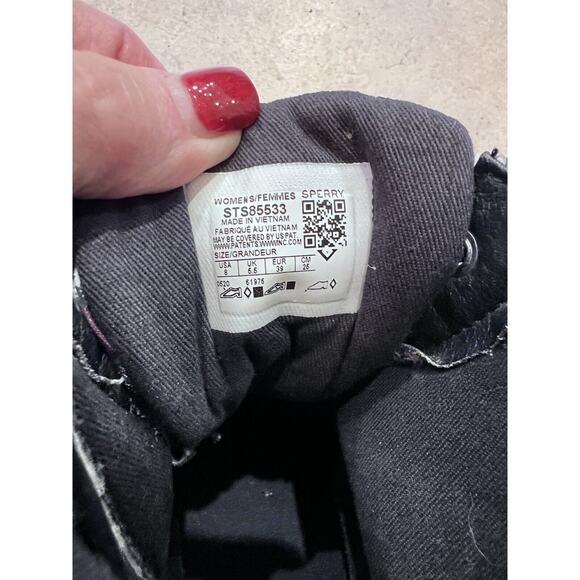 WOMENS/FEMMES SPERRY
STS85533
MADE IN VIETNAM
FABRIQUÉ AU VIETNAM
MAY BE COVERED BY US PAT.
WWW.PATENTS.WWWINC.COM
SIZE/GRANDEUR
USA UK EUR CM
8 5.5 39 25
0520 61976